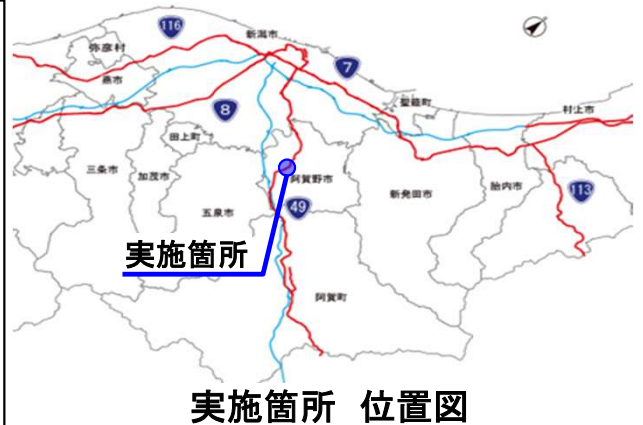 116
新潟市
弥彦村
7
燕市
聖籠町
村上市
8
田上町
三条市
加茂市
阿賀野市
新発田市
胎内市
113
五泉市
49
実施箇所
阿賀町
実施箇所 位置図